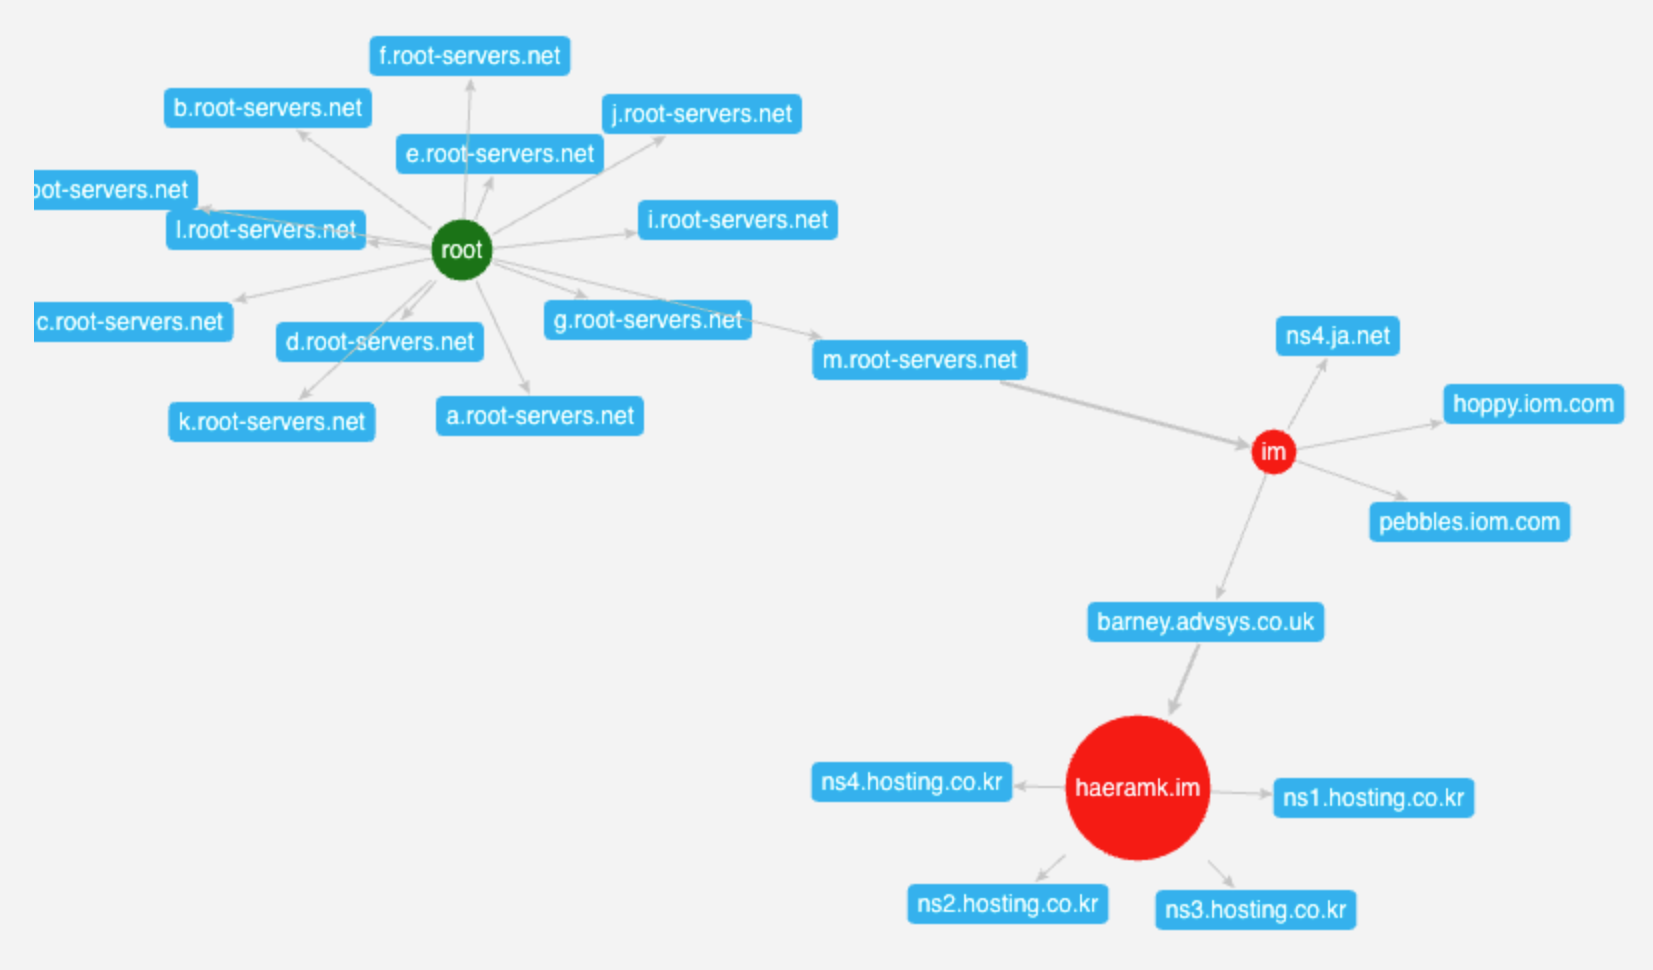 f.root-servers.net
b.root-servers.net
j.root-servers.net
e.root-servers.net
oot-servers.net
i.root-servers.net
l.root-servers.net
root
c.root-servers.net
g.root-servers.net
d.root-servers.net
m.root-servers.net
k.root-servers.net
a.root-servers.net
ns4.ja.net
hoppy.iom.com
im
pebbles.iom.com
barney.advsys.co.uk
haeramk.im
ns4.hosting.co.kr
ns1.hosting.co.kr
ns2.hosting.co.kr
ns3.hosting.co.kr